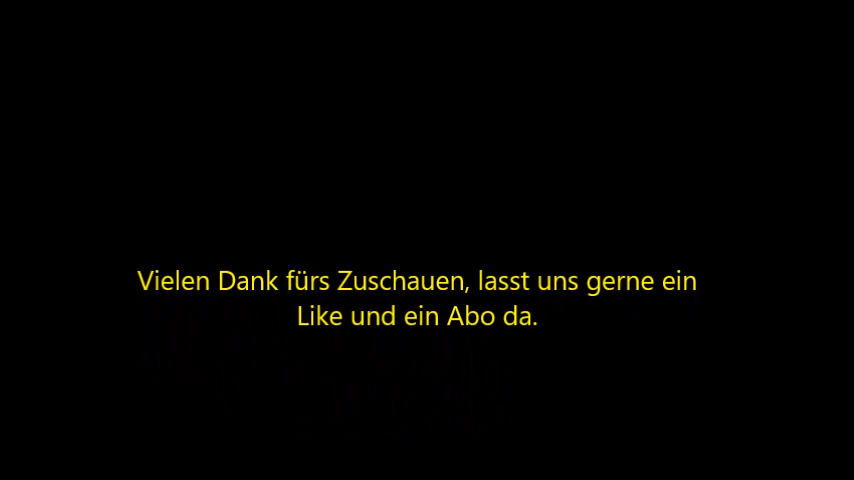 Vielen Dank fürs Zuschauen, lasst uns gerne ein
Like und ein Abo da.